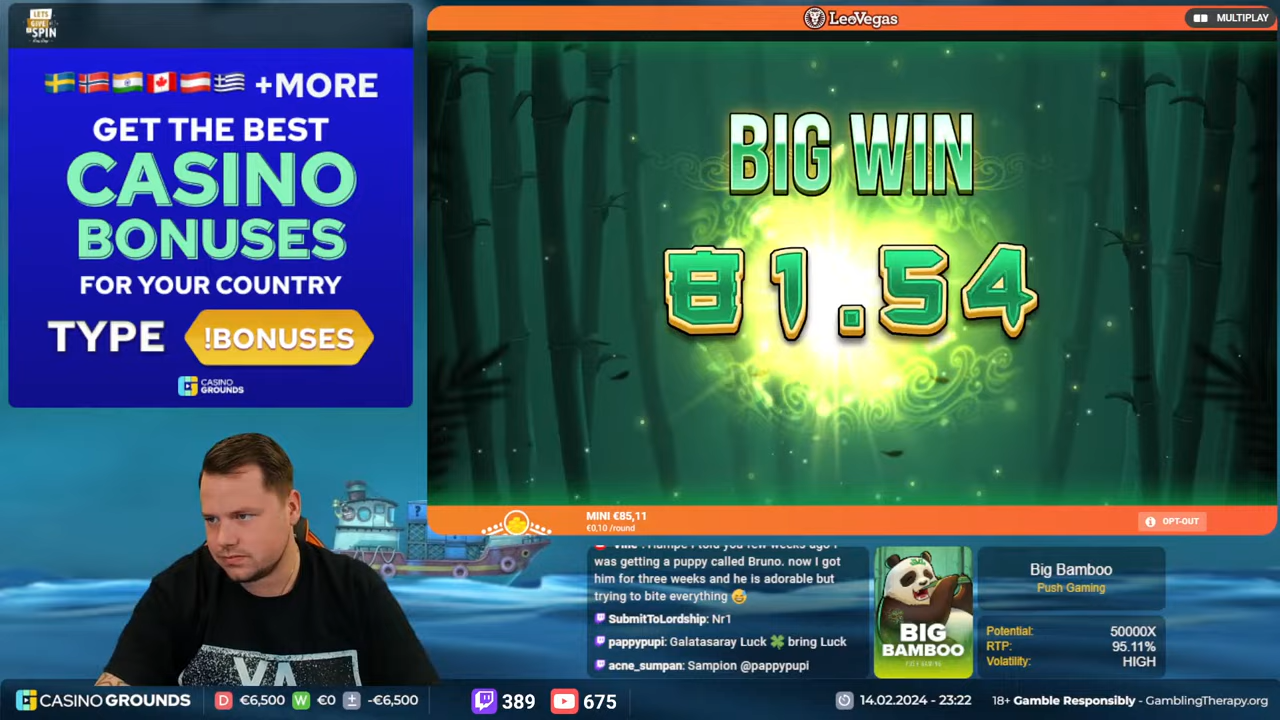 LETS
GIVE
IT A
SPIN
+MORE
GET THE BEST
CASINO
BONUSES
FOR YOUR COUNTRY
TYPE !BONUSES
CASINO
GROUNDS
LeoVegas
MULTIPLAY
BIG WIN
81.54
MINI €85,11
€0,10 /round
OPT-OUT
was getting a puppy called Bruno. now I got
him for three weeks and he is adorable but
trying to bite everything 😅
SubmitToLordship: Nr1
pappypupi: Galatasaray Luck 🍀 bring Luck
acne_sumpan: Sampion @pappypupi
BIG
BAMBOO
Big Bamboo
Push Gaming
Potential: 50000X
RTP: 95.11%
Volatility: HIGH
CASINOGROUNDS
D €6,500 W €0 ± -€6,500
389
675
14.02.2024 - 23:22
18+ Gamble Responsibly - GamblingTherapy.org